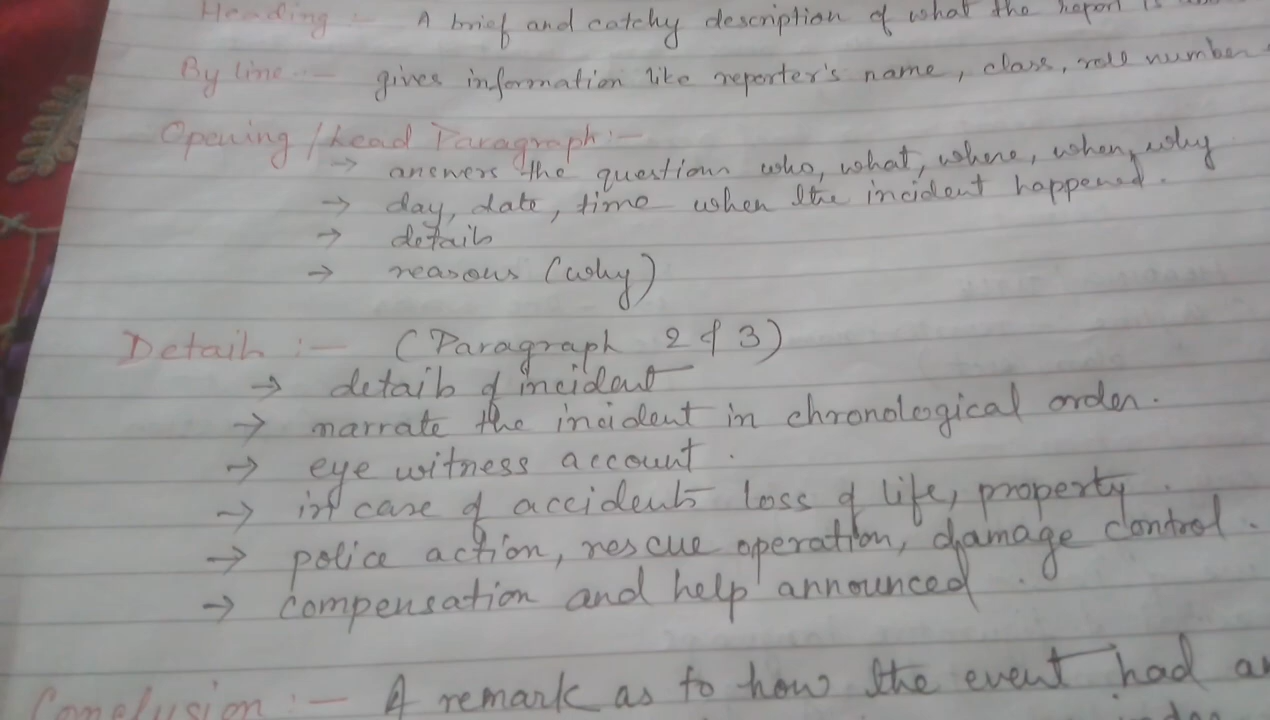 Heading :- A brief and catchy description of what the report is
By line :- gives information like reporter's name, class, roll number
Opening / head Paragraph :-
→ answers the question who, what, where, when, why
→ day, date, time when the incident happened.
→ details
→ reasons (why)
Details :- (Paragraph 2 & 3)
→ details of incident
→ narrate the incident in chronological order.
→ eye witness account.
→ in case of accidents loss of life, property.
→ police action, rescue operation, damage control.
→ compensation and help announced.
Conclusion :- A remark as to how the event had